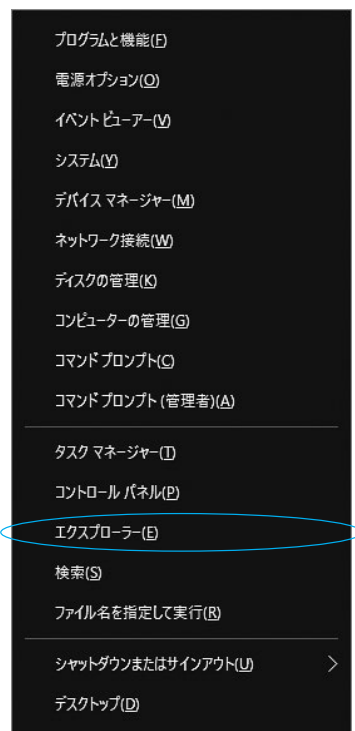 プログラムと機能(F)
電源オプション(O)
イベント ビューアー(V)
システム(Y)
デバイス マネージャー(M)
ネットワーク接続(W)
ディスクの管理(K)
コンピューターの管理(G)
コマンド プロンプト(C)
コマンド プロンプト (管理者)(A)
タスク マネージャー(T)
コントロール パネル(P)
エクスプローラー(E)
検索(S)
ファイル名を指定して実行(R)
シャットダウンまたはサインアウト(U)
デスクトップ(D)